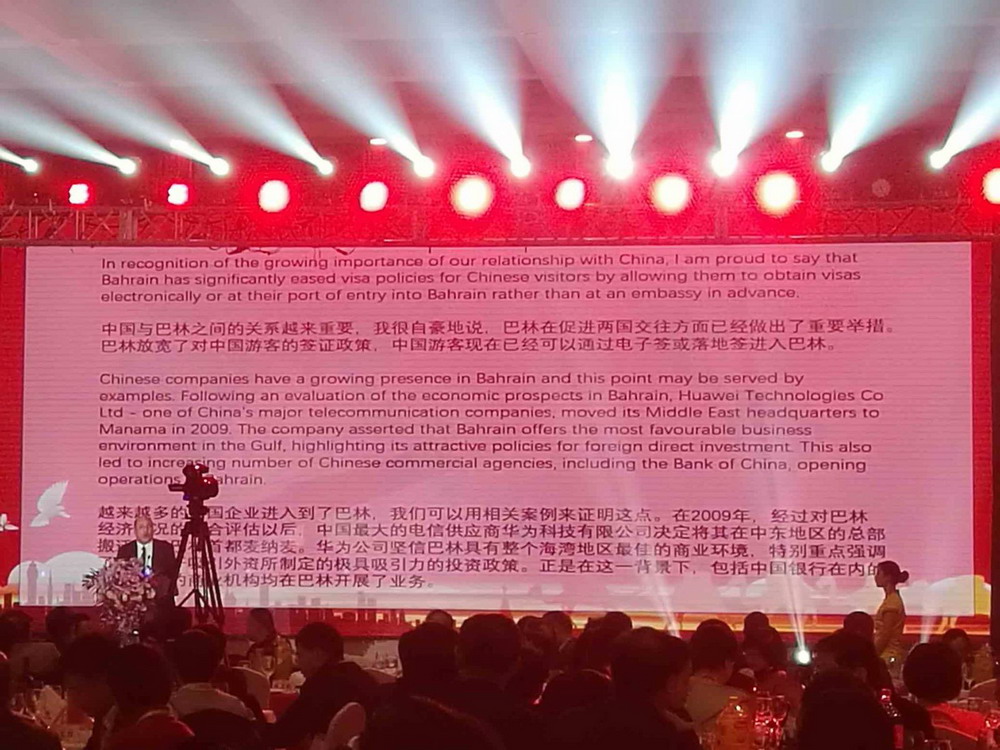 In recognition of the growing importance of our relationship with China, I am proud to say that
Bahrain has significantly eased visa policies for Chinese visitors by allowing them to obtain visas
electronically or at their port of entry into Bahrain rather than at an embassy in advance.
中国与巴林之间的关系越来重要，我很自豪地说，巴林在促进两国交往方面已经做出了重要举措。
巴林放宽了对中国游客的签证政策，中国游客现在已经可以通过电子签或落地签进入巴林。
Chinese companies have a growing presence in Bahrain and this point may be served by
examples. Following an evaluation of the economic prospects in Bahrain, Huawei Technologies Co
Ltd - one of China's major telecommunication companies, moved its Middle East headquarters to
Manama in 2009. The company asserted that Bahrain offers the most favourable business
environment in the Gulf, highlighting its attractive policies for foreign direct investment. This also
led to increasing number of Chinese commercial agencies, including the Bank of China, opening
operations Bahrain.
越来越多的 国企业进入到了巴林，我们可以用相关案例来证明这点。在2009年，经过对巴林
经济 况的 合评估以后，中国最大的电信供应商华为科技有限公司决定将其在中东地区的总部
搬 首都麦纳麦。华为公司坚信巴林具有整个海湾地区最佳的商业环境，特别重点强调
外资所制定的极具吸引力的投资政策。正是在这一背景下，包括中国银行在内的
业机构均在巴林开展了业务。